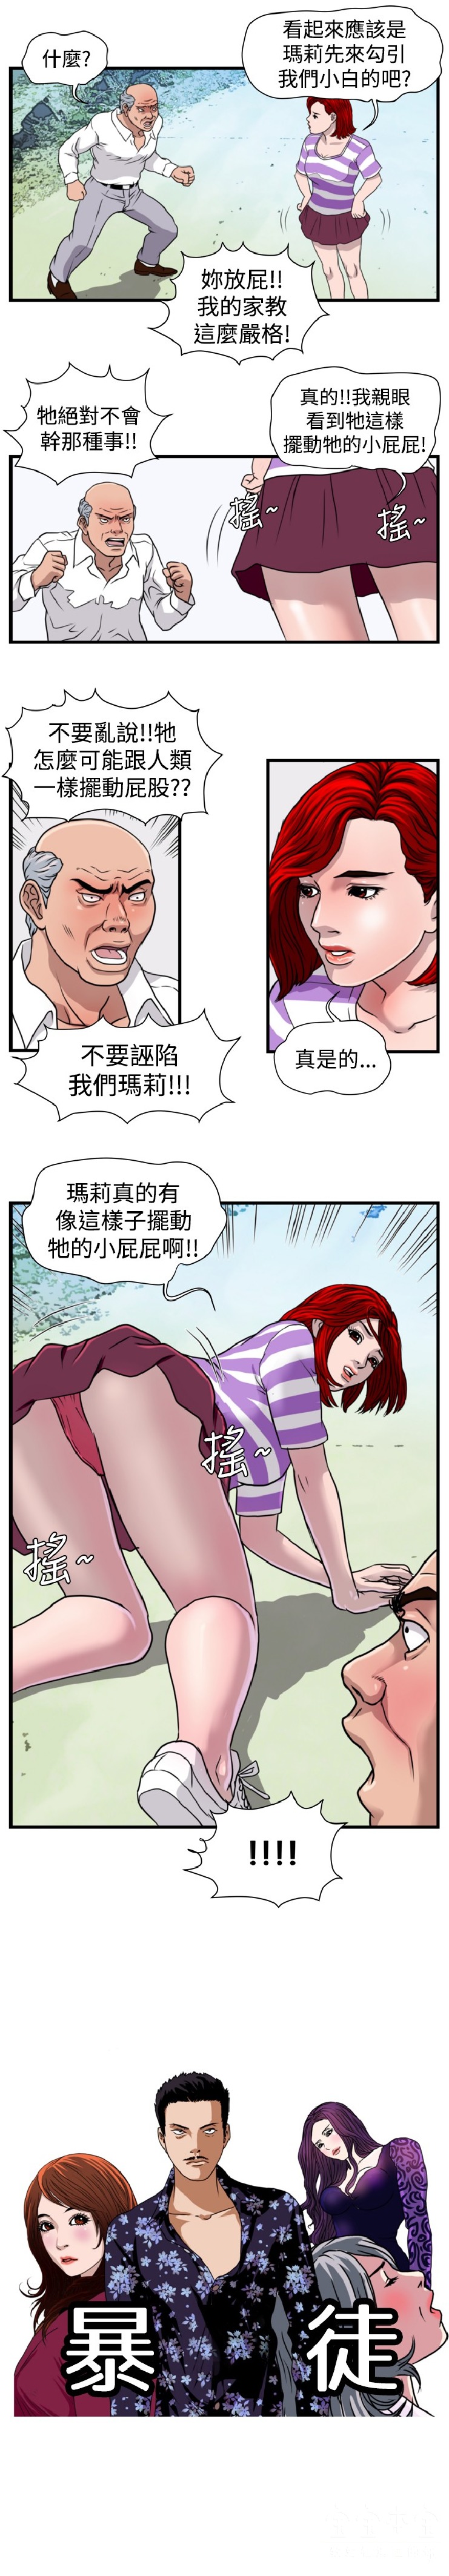 什麼?
看起來應該是
瑪莉先來勾引
我們小白的吧?
妳放屁!!
我的家教
這麼嚴格!
牠絕對不會
幹那種事!!
真的!!我親眼
看到牠這樣
擺動牠的小屁屁!
搖~
搖~
不要亂說!!牠
怎麼可能跟人類
一樣擺動屁股??
不要誣陷
我們瑪莉!!!
真是的...
瑪莉真的有
像這樣子擺動
牠的小屁屁啊!!
搖~
搖~
!!!!
暴徒